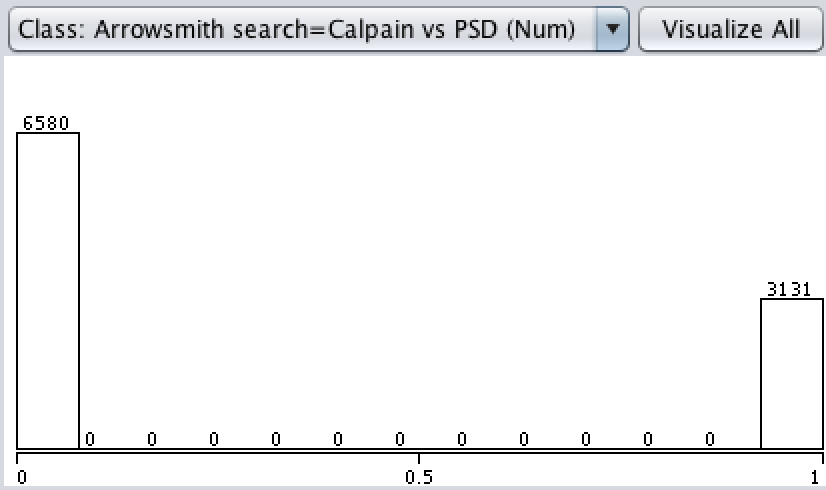 Class: Arrowsmith search=Calpain vs PSD (Num) Visualize All
6580
3131
0 0 0 0 0 0 0 0 0 0 0
0 0.5 1